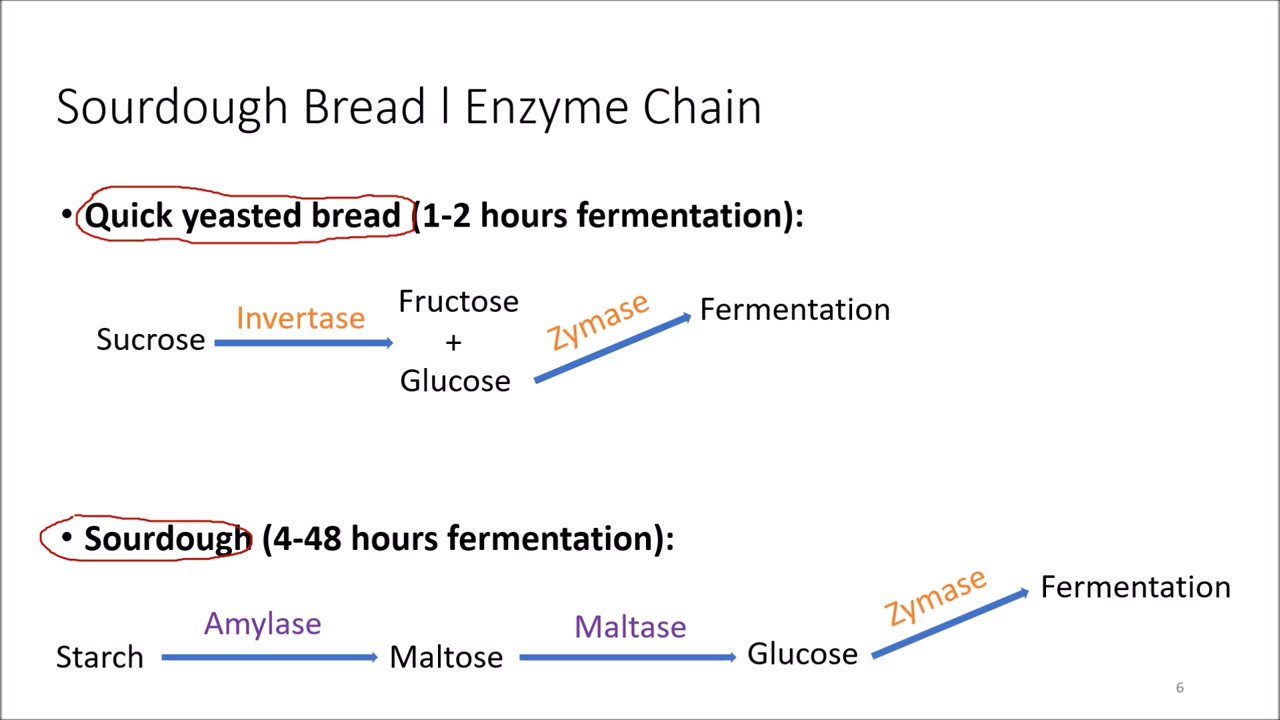 Sourdough Bread l Enzyme Chain
• Quick yeasted bread (1-2 hours fermentation):
Sucrose
Invertase
Fructose
+
Glucose
Zymase
Fermentation
• Sourdough (4-48 hours fermentation):
Starch
Amylase
Maltose
Maltase
Glucose
Zymase
Fermentation
6